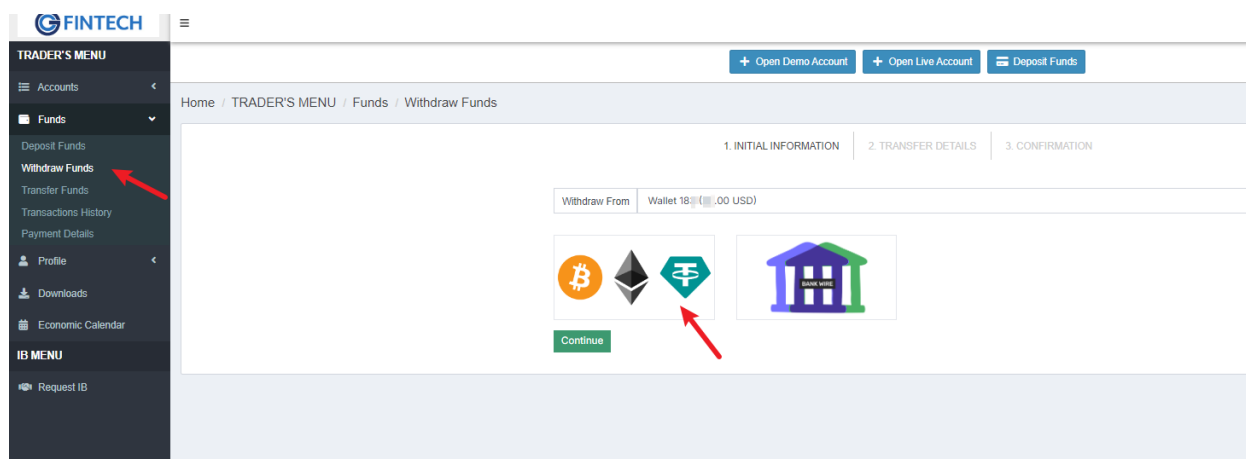 GFINTECH
TRADER'S MENU
Accounts
Funds
Deposit Funds
Withdraw Funds
Transfer Funds
Transactions History
Payment Details
Profile
Downloads
Economic Calendar
IB MENU
Request IB
+ Open Demo Account + Open Live Account Deposit Funds
Home / TRADER'S MENU / Funds / Withdraw Funds
1. INITIAL INFORMATION 2. TRANSFER DETAILS 3. CONFIRMATION
Withdraw From Wallet 18 ( .00 USD)
BANK WIRE
Continue